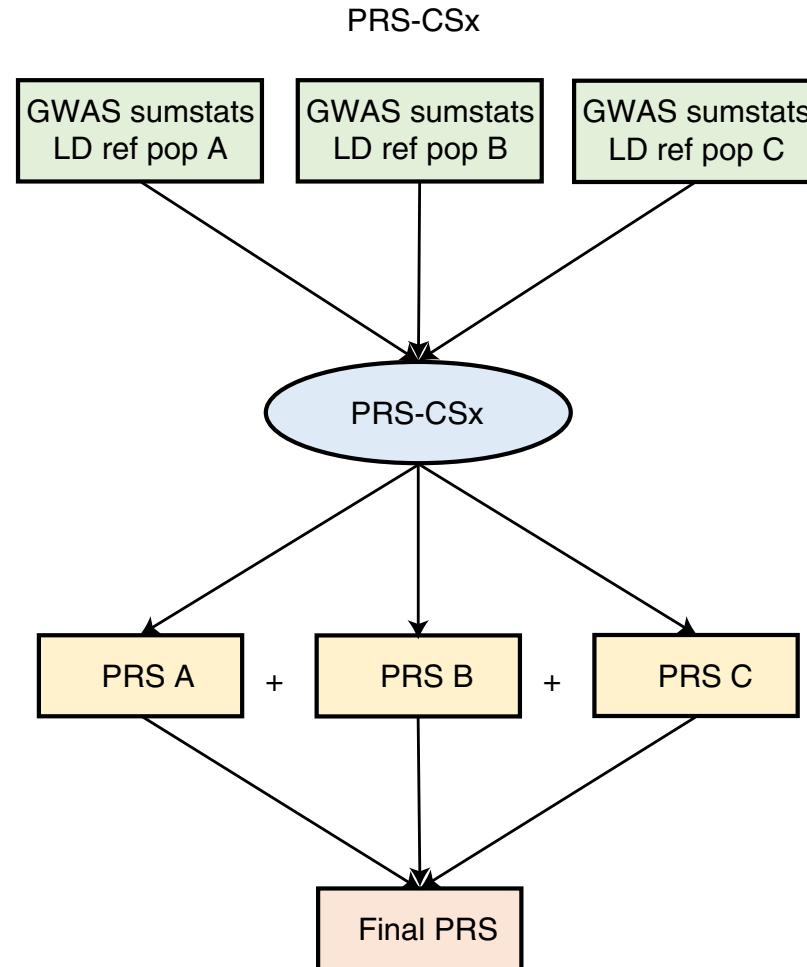 PRS-CSx
GWAS sumstats
LD ref pop A
GWAS sumstats
LD ref pop B
GWAS sumstats
LD ref pop C
PRS-CSx
PRS A
+
PRS B
+
PRS C
Final PRS